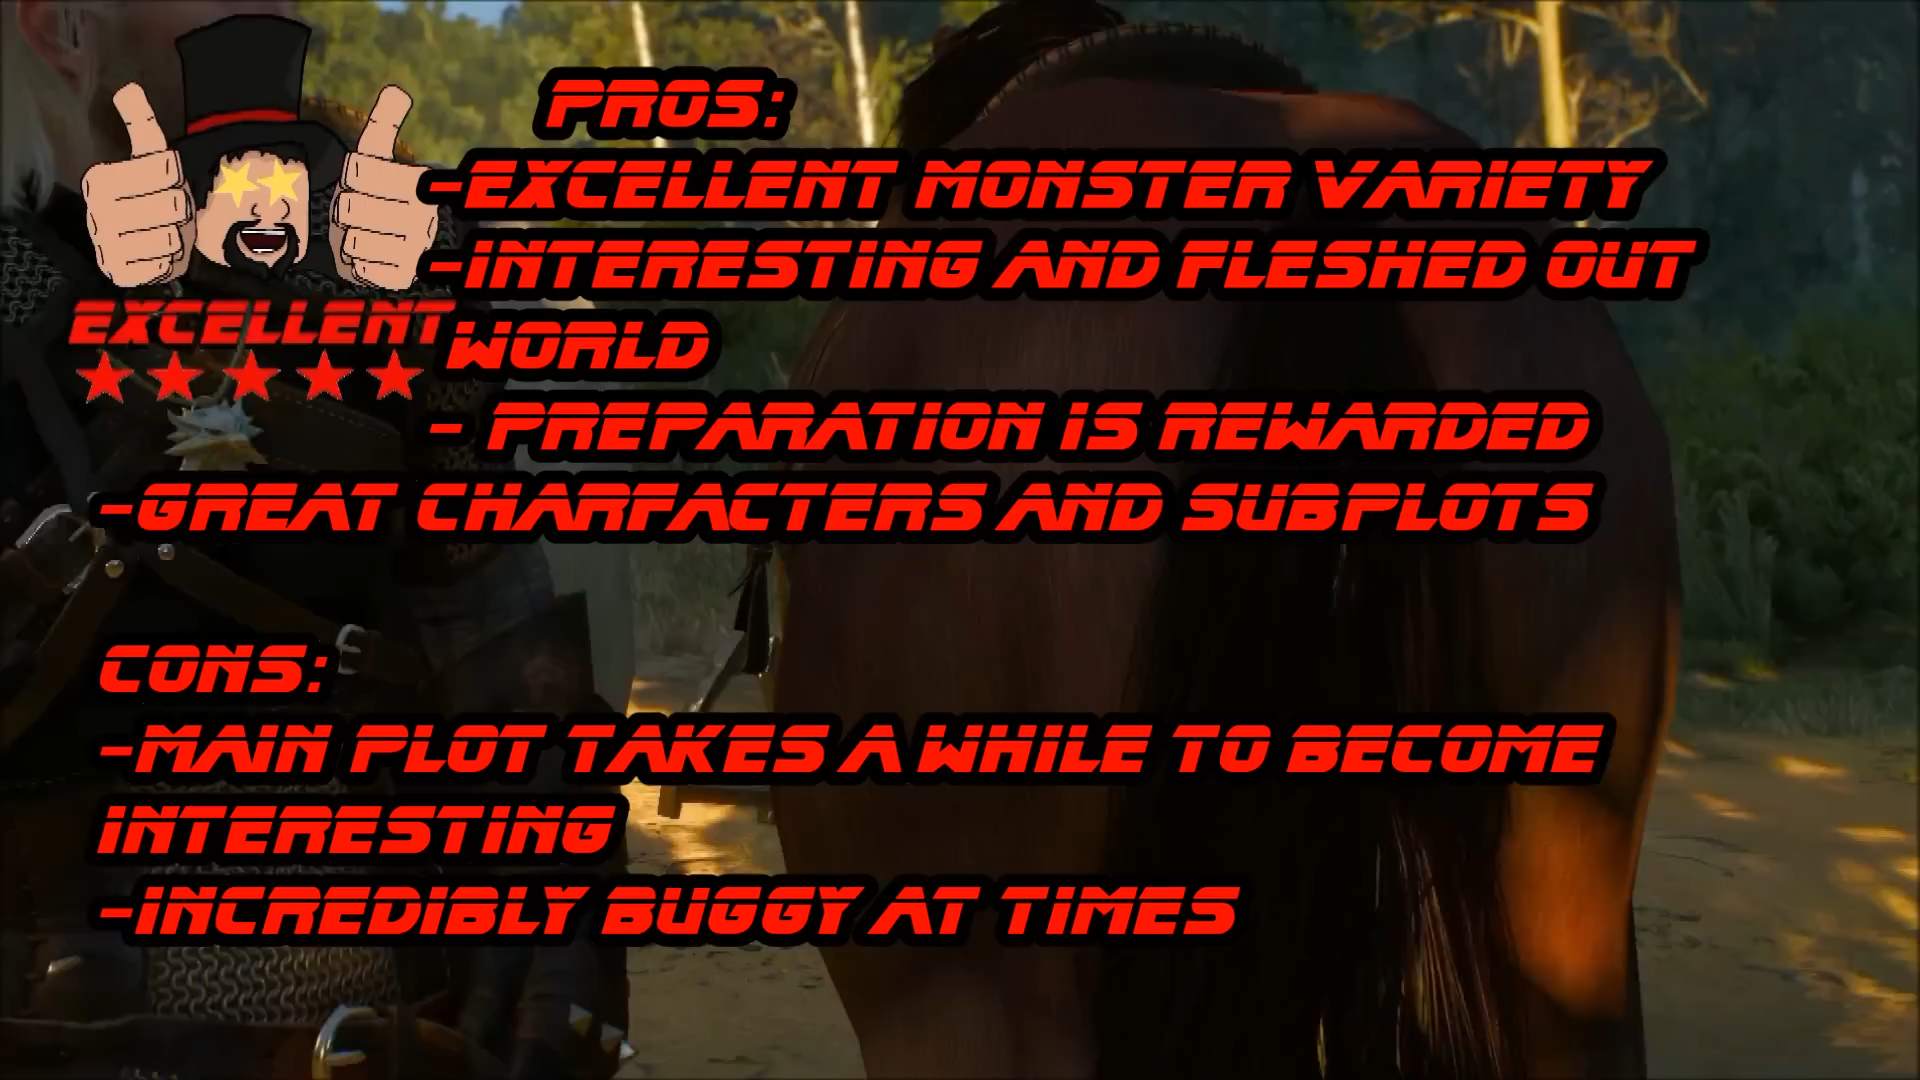 PROS:
-EXCELLENT MONSTER VARIETY
-INTERESTING AND FLESHED OUT
WORLD
- PREPARATION IS REWARDED
-GREAT CHARFACTERS AND SUBPLOTS
EXCELLENT
CONS:
-MAIN PLOT TAKES A WHILE TO BECOME
INTERESTING
-INCREDIBLY BUGGY AT TIMES